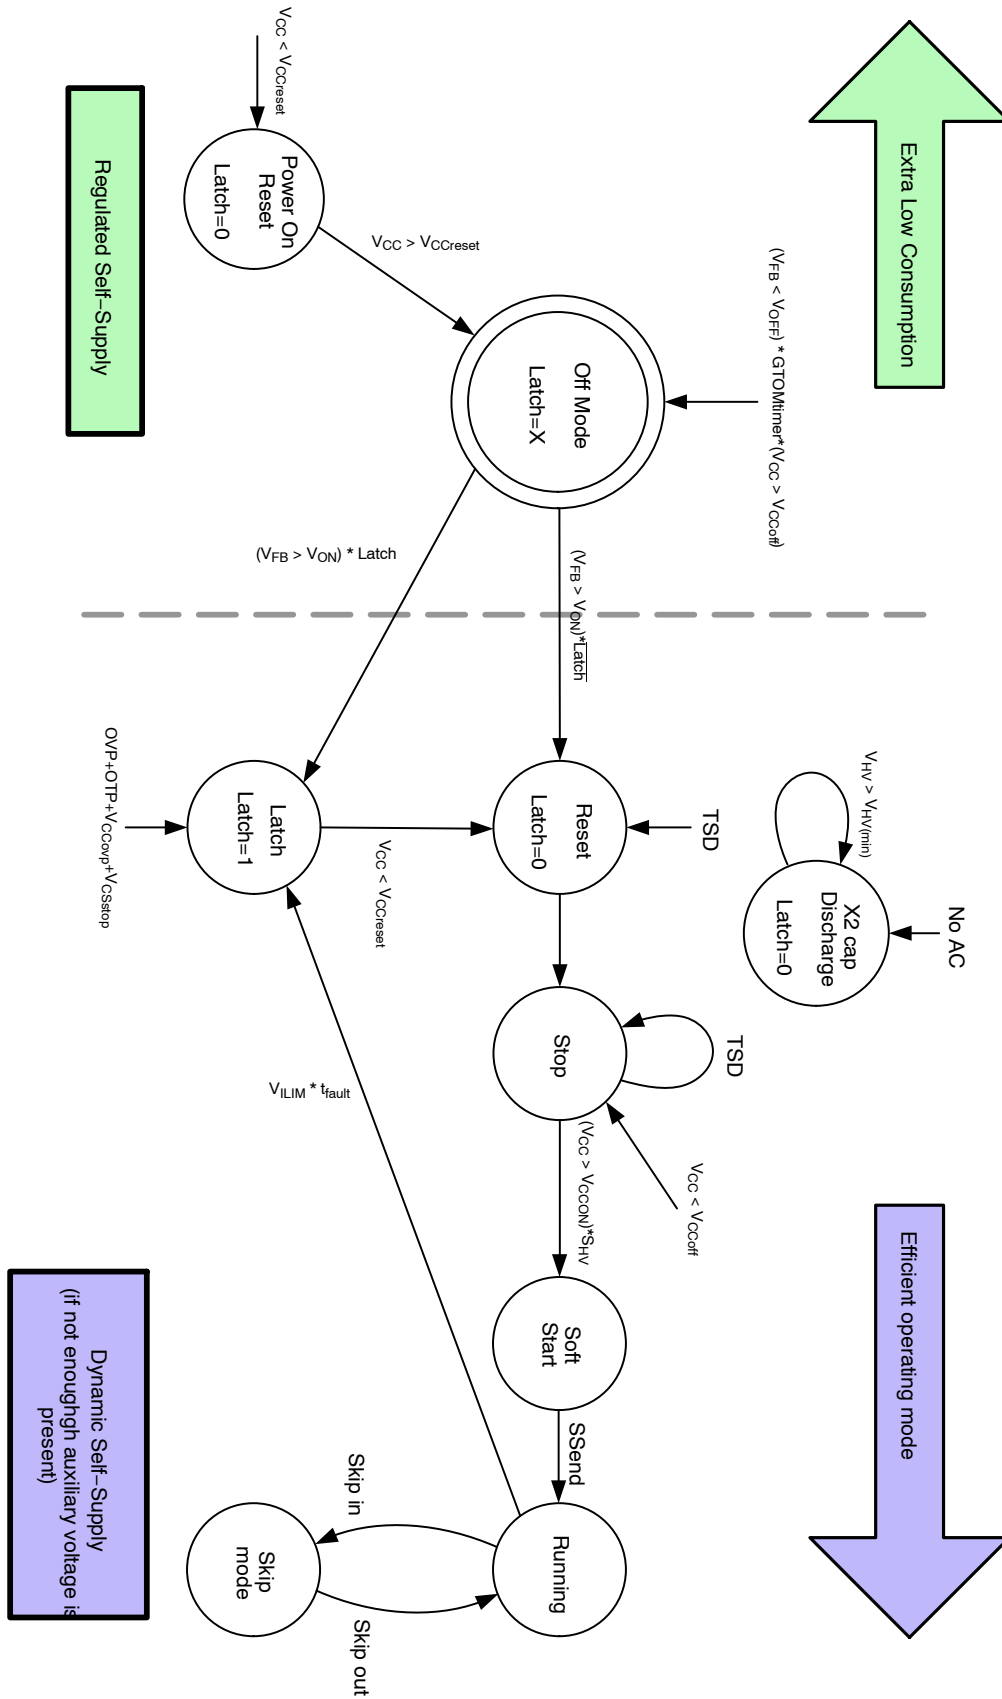 Extra Low Consumption
Efficient operating mode
(VFB < VOFF) * GTOMtimer*(VCC > VCCoff)
VHV > VHV(min)
No AC
X2 cap
Discharge
Latch=0
TSD
TSD
VCC < VCCoff
Off Mode
Latch=X
(VFB > VON)*L̅a̅t̅c̅h̅
Reset
Latch=0
Stop
(VCC > VCCON)*SHV
Soft
Start
SSend
Running
VCC > VCCreset
VCC < VCCreset
Power On
Reset
Latch=0
(VFB > VON) * Latch
VCC < VCCreset
Latch
Latch=1
VILIM * tfault
Skip in
Skip out
Skip
mode
OVP+OTP+VCCovp+VCSstop
Regulated Self−Supply
Dynamic Self−Supply
(if not enoughgh auxiliary voltage is
present)